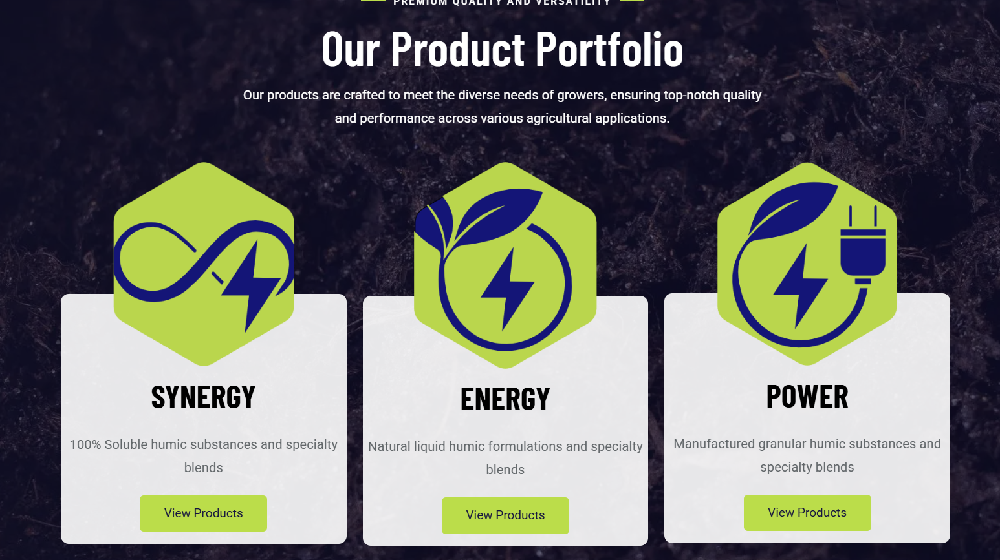 PREMIUM QUALITY AND VERSATILITY
Our Product Portfolio
Our products are crafted to meet the diverse needs of growers, ensuring top-notch quality
and performance across various agricultural applications.
SYNERGY
100% Soluble humic substances and specialty
blends
View Products
ENERGY
Natural liquid humic formulations and specialty
blends
View Products
POWER
Manufactured granular humic substances and
specialty blends
View Products